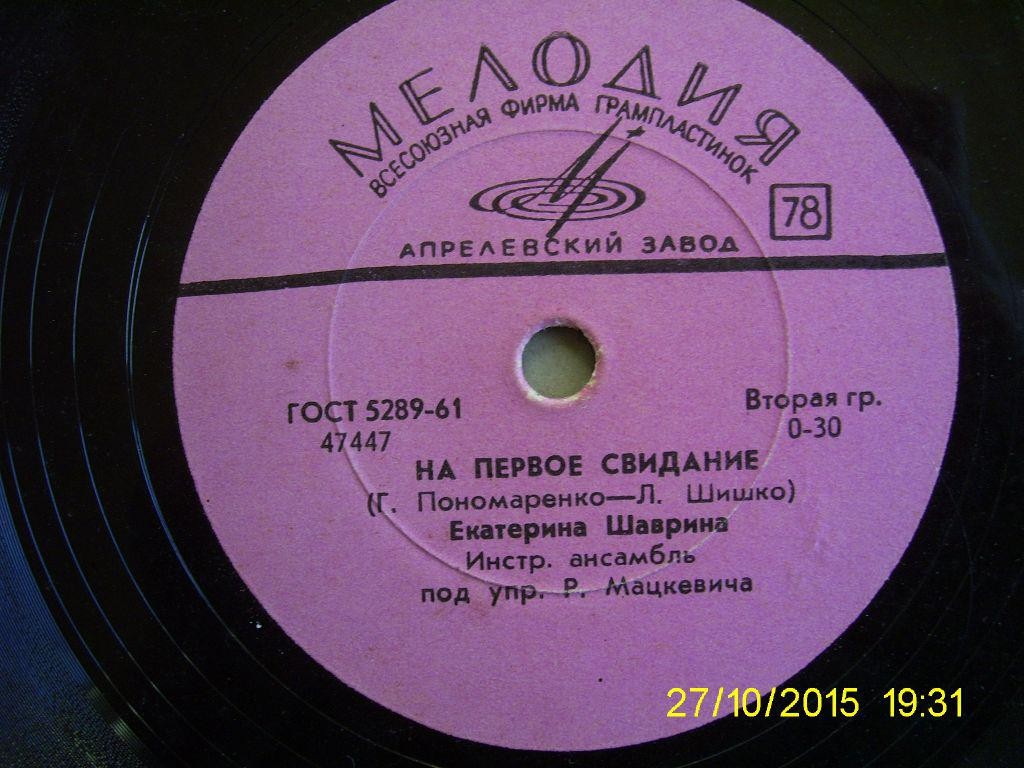 МЕЛОДИЯ
ВСЕСОЮЗНАЯ ФИРМА ГРАМПЛАСТИНОК
78
АПРЕЛЕВСКИЙ ЗАВОД
ГОСТ 5289-61
47447
Вторая гр.
0-30
НА ПЕРВОЕ СВИДАНИЕ
(Г. Пономаренко—Л. Шишко)
Екатерина Шаврина
Инстр. ансамбль
под упр. Р. Мацкевича
27/10/2015 19:31